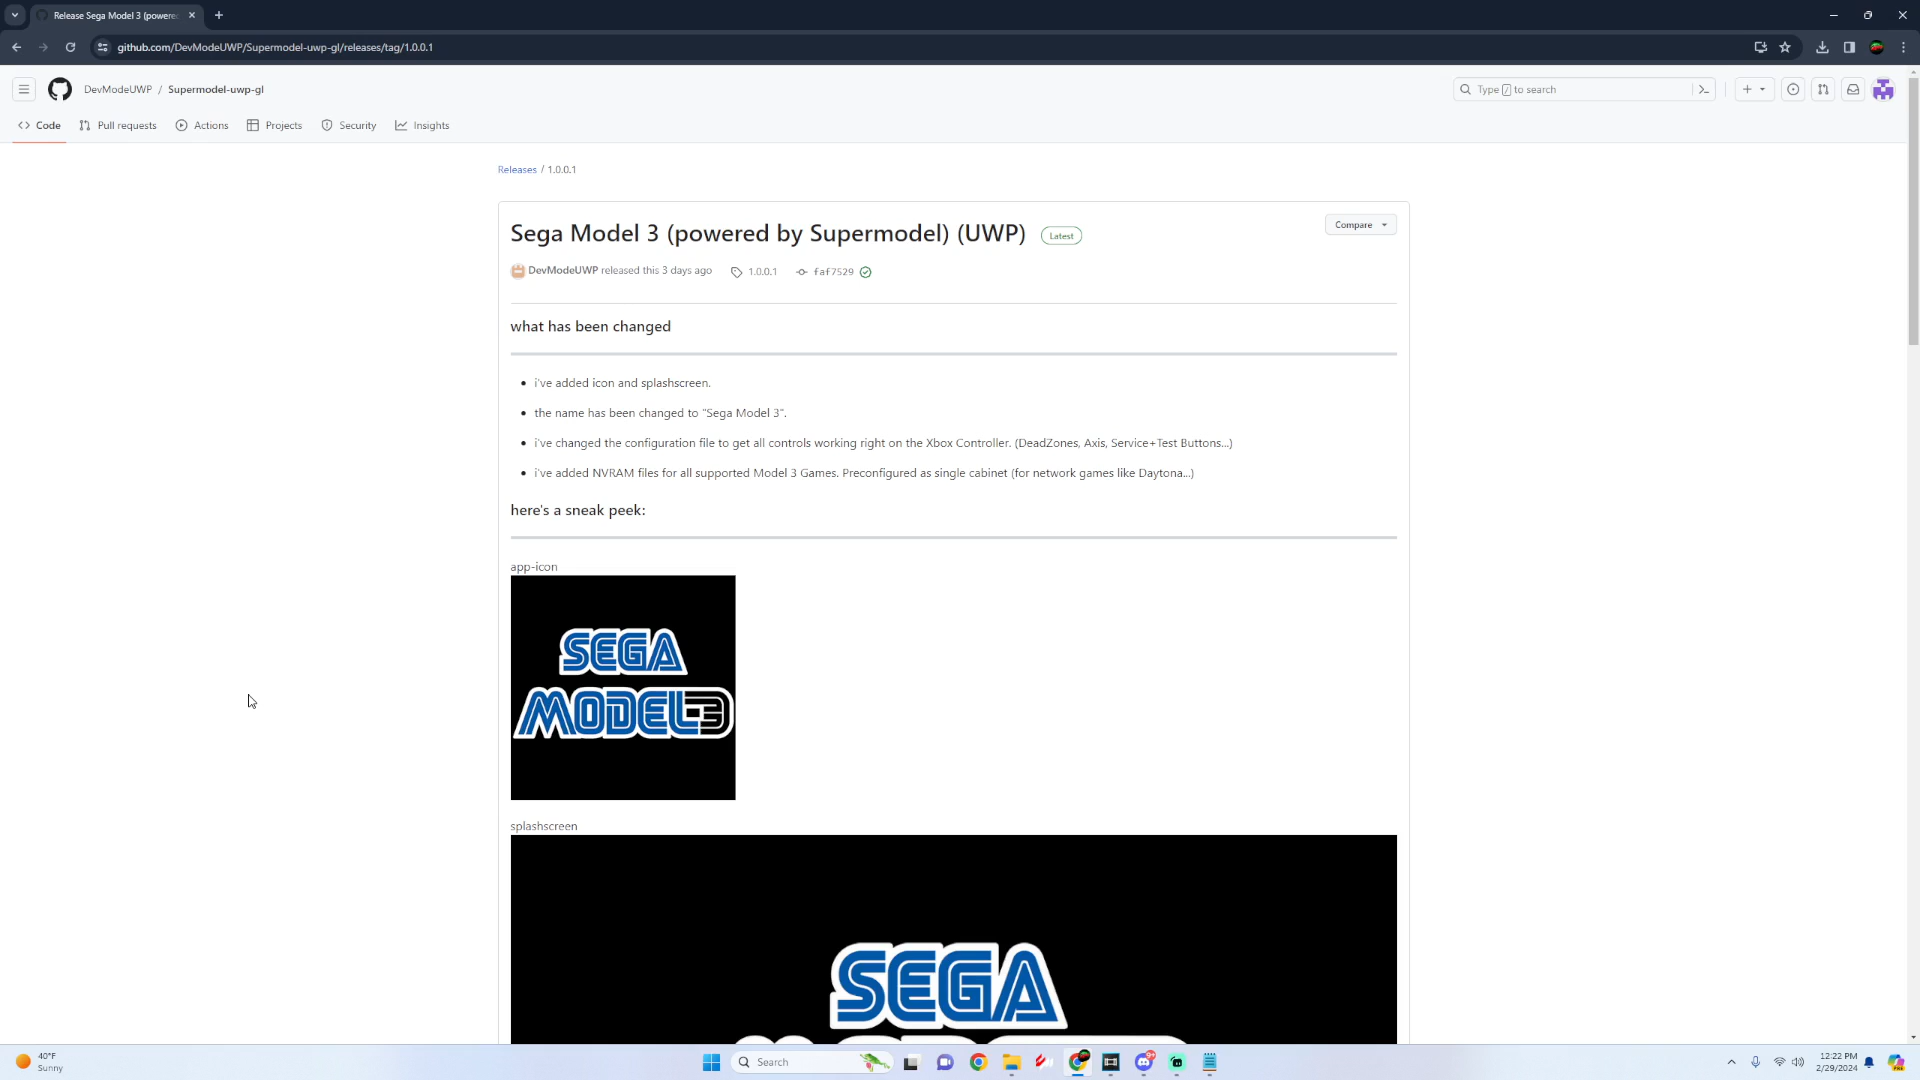 Release Sega Model 3 (powere
github.com/DevModeUWP/Supermodel-uwp-gl/releases/tag/1.0.0.1
DevModeUWP / Supermodel-uwp-gl
Type / to search
Code Pull requests Actions Projects Security Insights
Releases / 1.0.0.1
Sega Model 3 (powered by Supermodel) (UWP) Latest
Compare
DevModeUWP released this 3 days ago 1.0.0.1 faf7529
what has been changed
i've added icon and splashscreen.
the name has been changed to "Sega Model 3".
i've changed the configuration file to get all controls working right on the Xbox Controller. (DeadZones, Axis, Service+Test Buttons...)
i've added NVRAM files for all supported Model 3 Games. Preconfigured as single cabinet (for network games like Daytona...)
here's a sneak peek:
app-icon
SEGA
MODEL3
splashscreen
SEGA
40°F
Sunny
Search
12:22 PM
2/29/2024